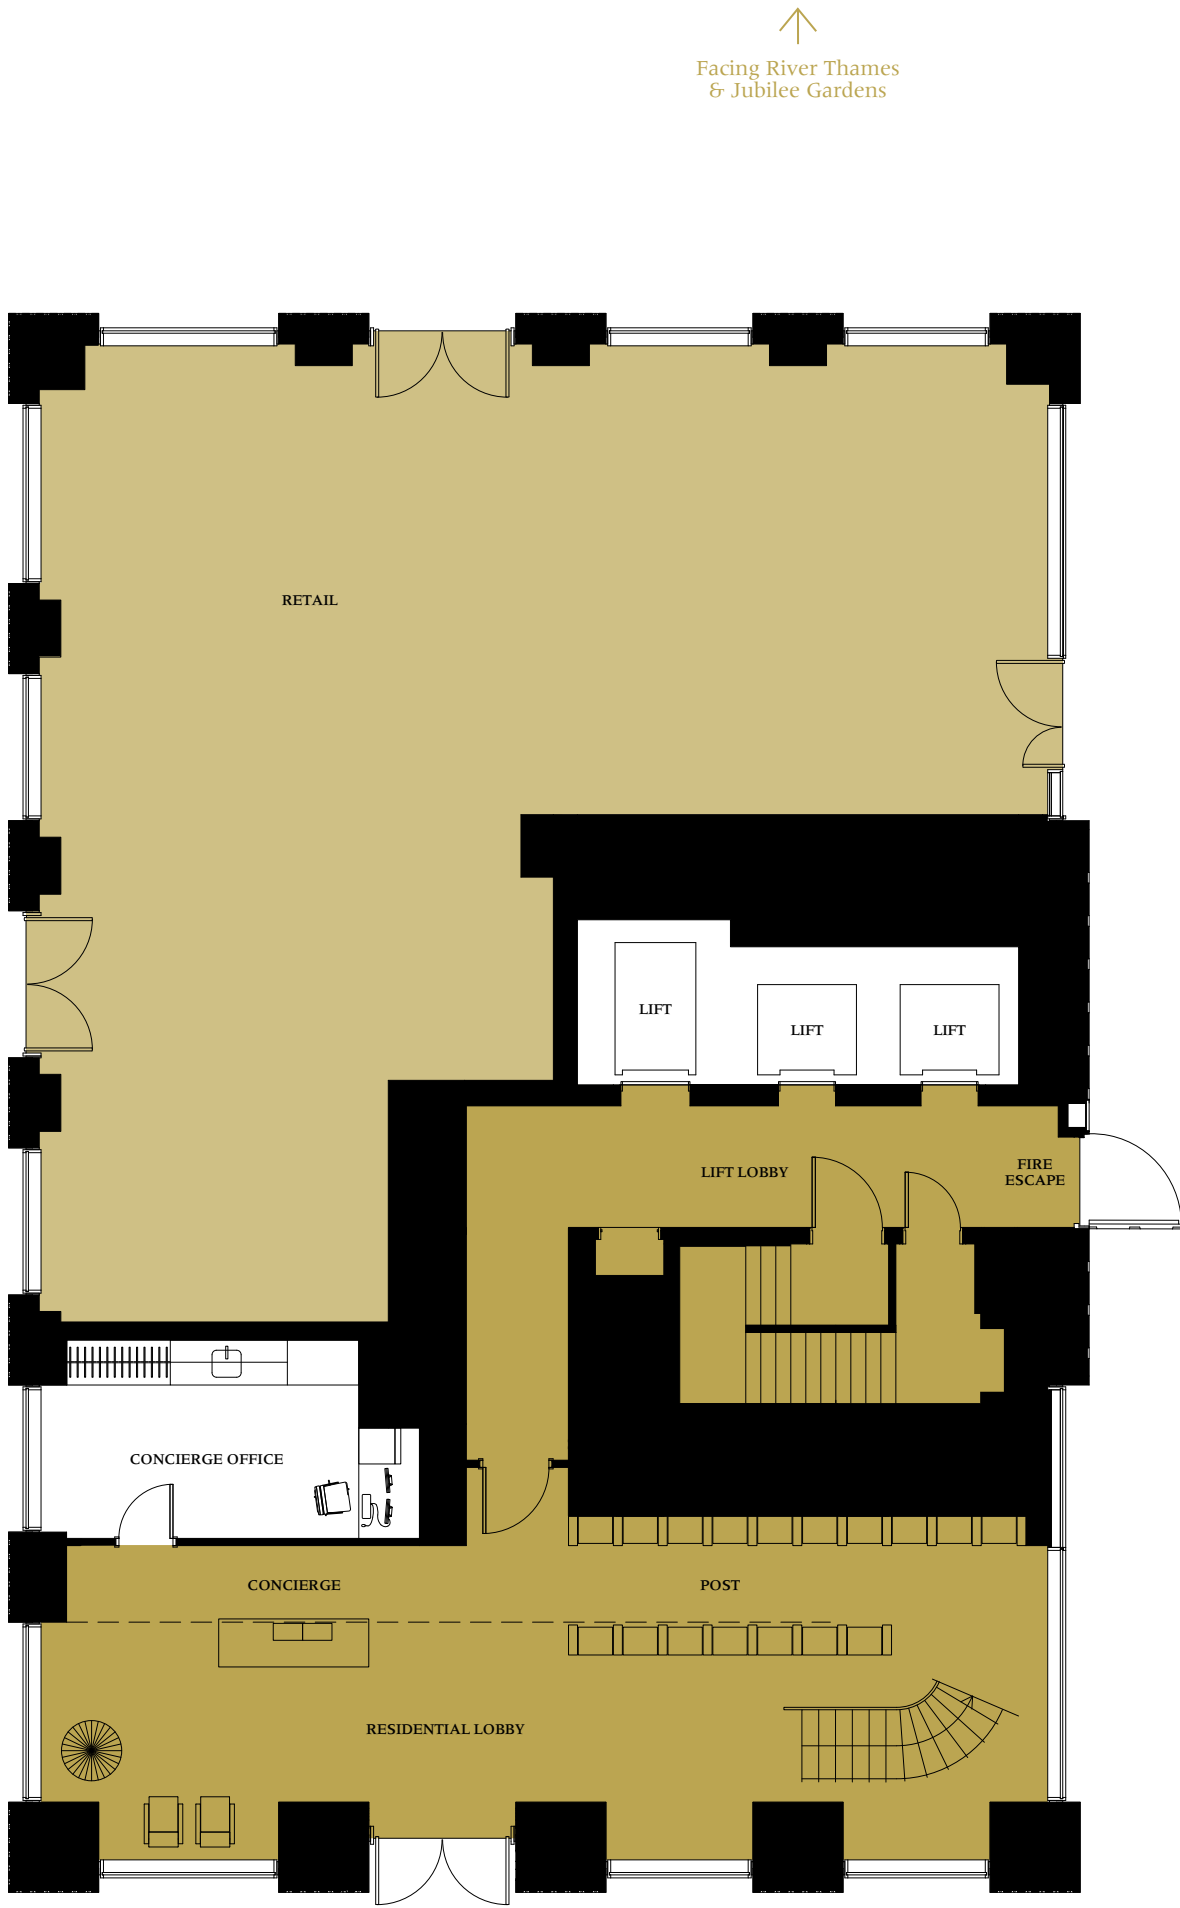 Facing River Thames
& Jubilee Gardens
RETAIL
LIFT
LIFT
LIFT
LIFT LOBBY
FIRE
ESCAPE
CONCIERGE OFFICE
CONCIERGE
POST
RESIDENTIAL LOBBY